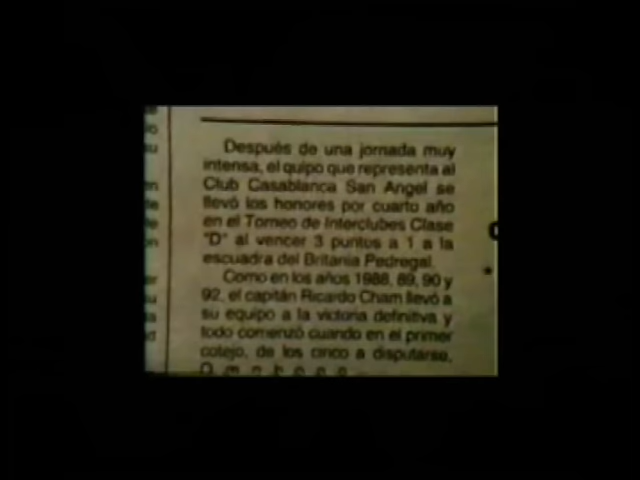 Después de una jornada muy
intensa, el quipo que representa al
Club Casablanca San Angel se
llevó los honores por cuarto año
en el Torneo de Interclubes Clase
"D" al vencer 3 puntos a 1 a la
escuadra del Britania Pedregal.
Como en los años 1988, 89, 90 y
92, el capitán Ricardo Cham llevó a
su equipo a la victoria definitiva y
todo comenzó cuando en el primer
cotejo, de los cinco a disputarse,